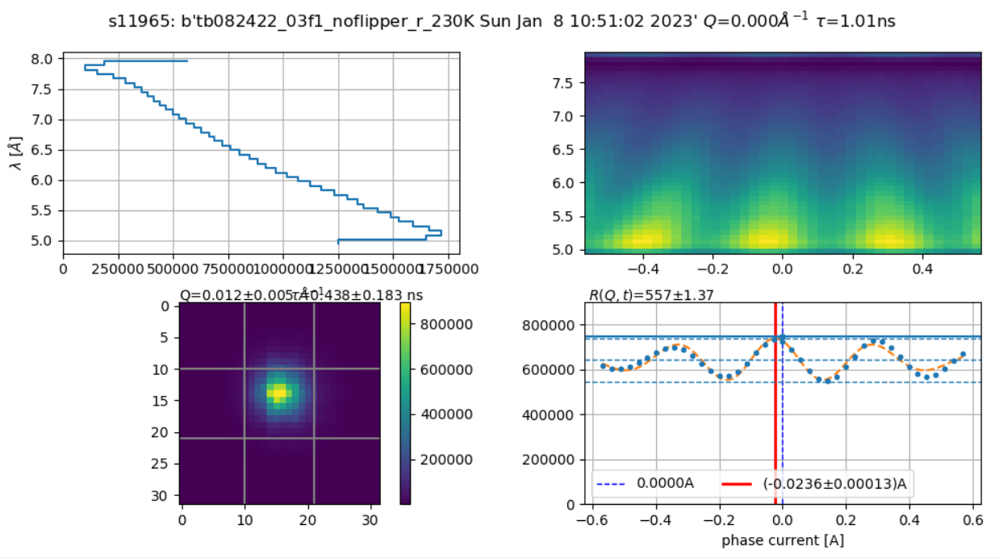 s11965: b'tb082422_03f1_noflipper_r_230K Sun Jan 8 10:51:02 2023' Q=0.000Å⁻¹ τ=1.01ns
8.0
7.5
7.0
6.5
6.0
5.5
5.0
λ [Å]
0 250000 500000 750000 1000000 1250000 1500000 1750000
7.5
7.0
6.5
6.0
5.5
5.0
−0.4 −0.2 0.0 0.2 0.4
Q=0.012±0.005 Å⁻¹ τ=0.438±0.183 ns
0
5
10
15
20
25
30
0 10 20 30
800000
600000
400000
200000
R(Q, t)=557±1.37
800000
600000
400000
200000
0
0.0000A (-0.0236±0.00013)A
−0.6 −0.4 −0.2 0.0 0.2 0.4 0.6
phase current [A]